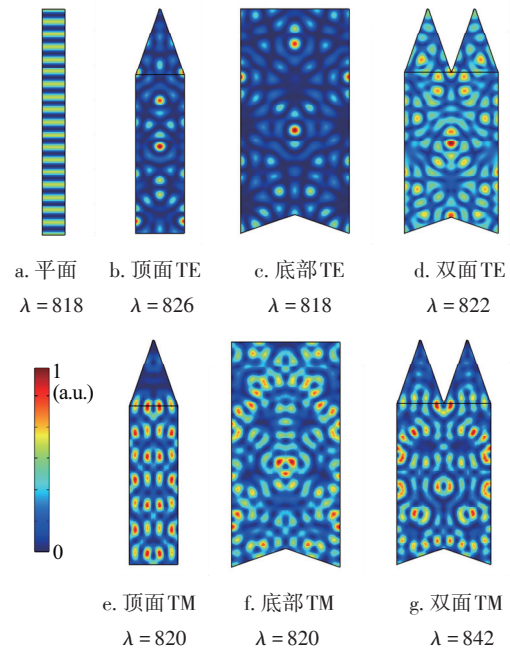 a. 平面 b. 顶面TE c. 底部TE d. 双面TE
λ=818 λ=826 λ=818 λ=822
1
(a.u.)
0
e. 顶面TM f. 底部TM g. 双面TM
λ=820 λ=820 λ=842